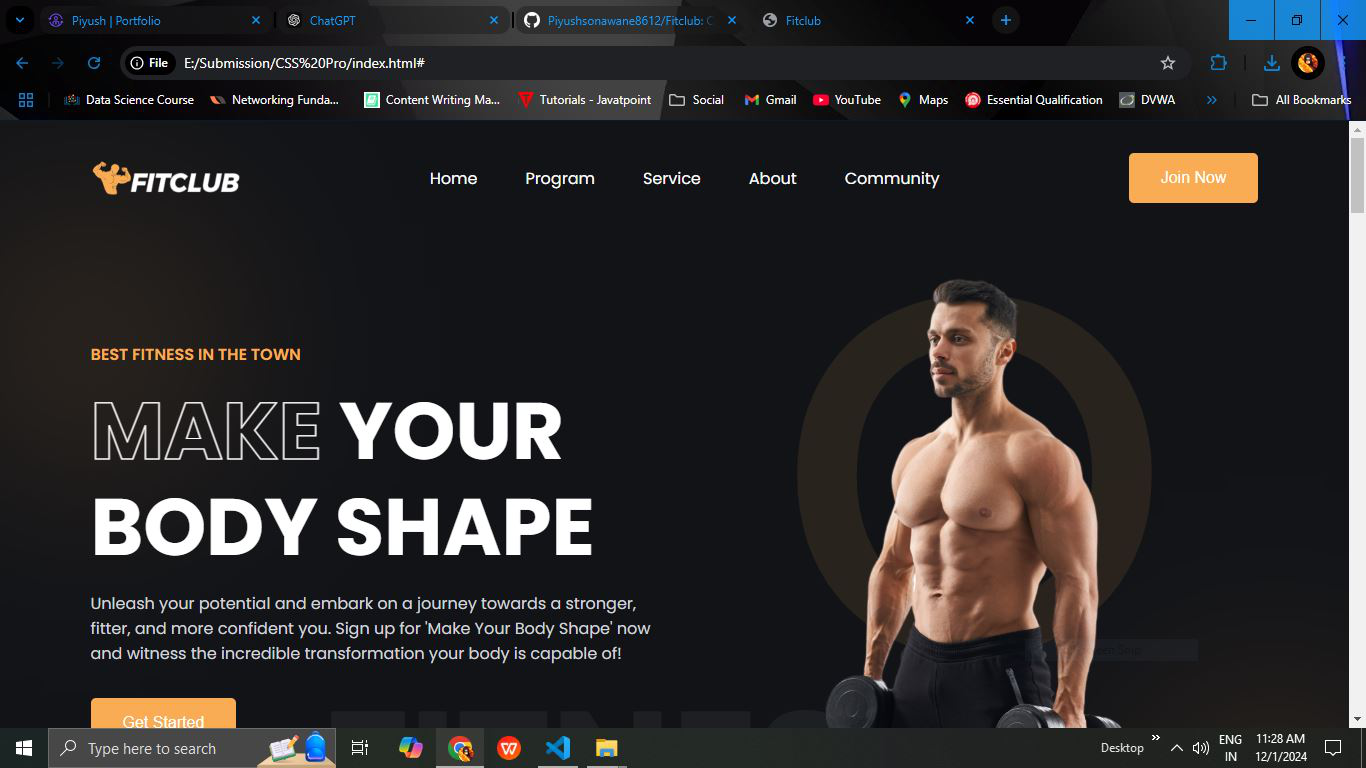 Piyush | Portfolio
ChatGPT
Piyushsonawane8612/Fitclub: C
Fitclub
File
E:/Submission/CSS%20Pro/index.html#
Data Science Course
Networking Funda...
Content Writing Ma...
Tutorials - Javatpoint
Social
Gmail
YouTube
Maps
Essential Qualification
DVWA
All Bookmarks
FITCLUB
Home
Program
Service
About
Community
Join Now
BEST FITNESS IN THE TOWN
MAKE YOUR
BODY SHAPE
Unleash your potential and embark on a journey towards a stronger,
fitter, and more confident you. Sign up for 'Make Your Body Shape' now
and witness the incredible transformation your body is capable of!
Get Started
Type here to search
Desktop
ENG
IN
11:28 AM
12/1/2024